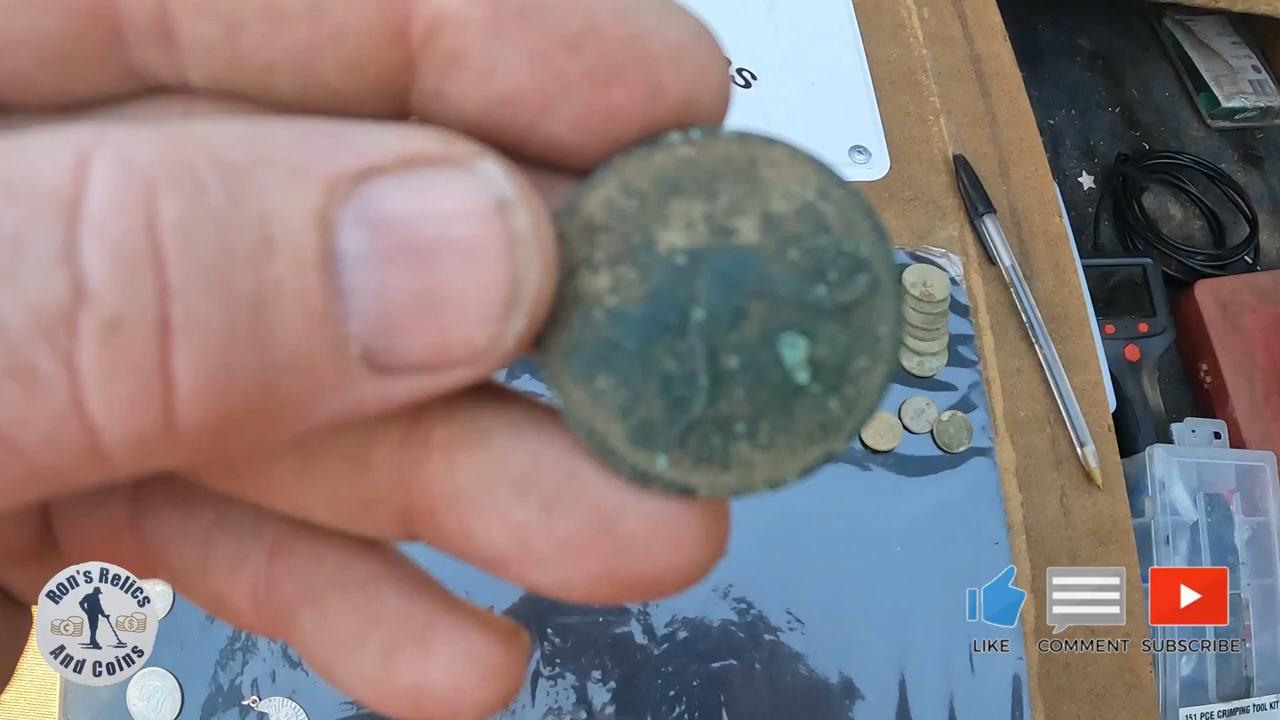 s
Ron's Relics
And Coins
LIKE
COMMENT
SUBSCRIBE
151 PCE CRIMPING TOOL KIT